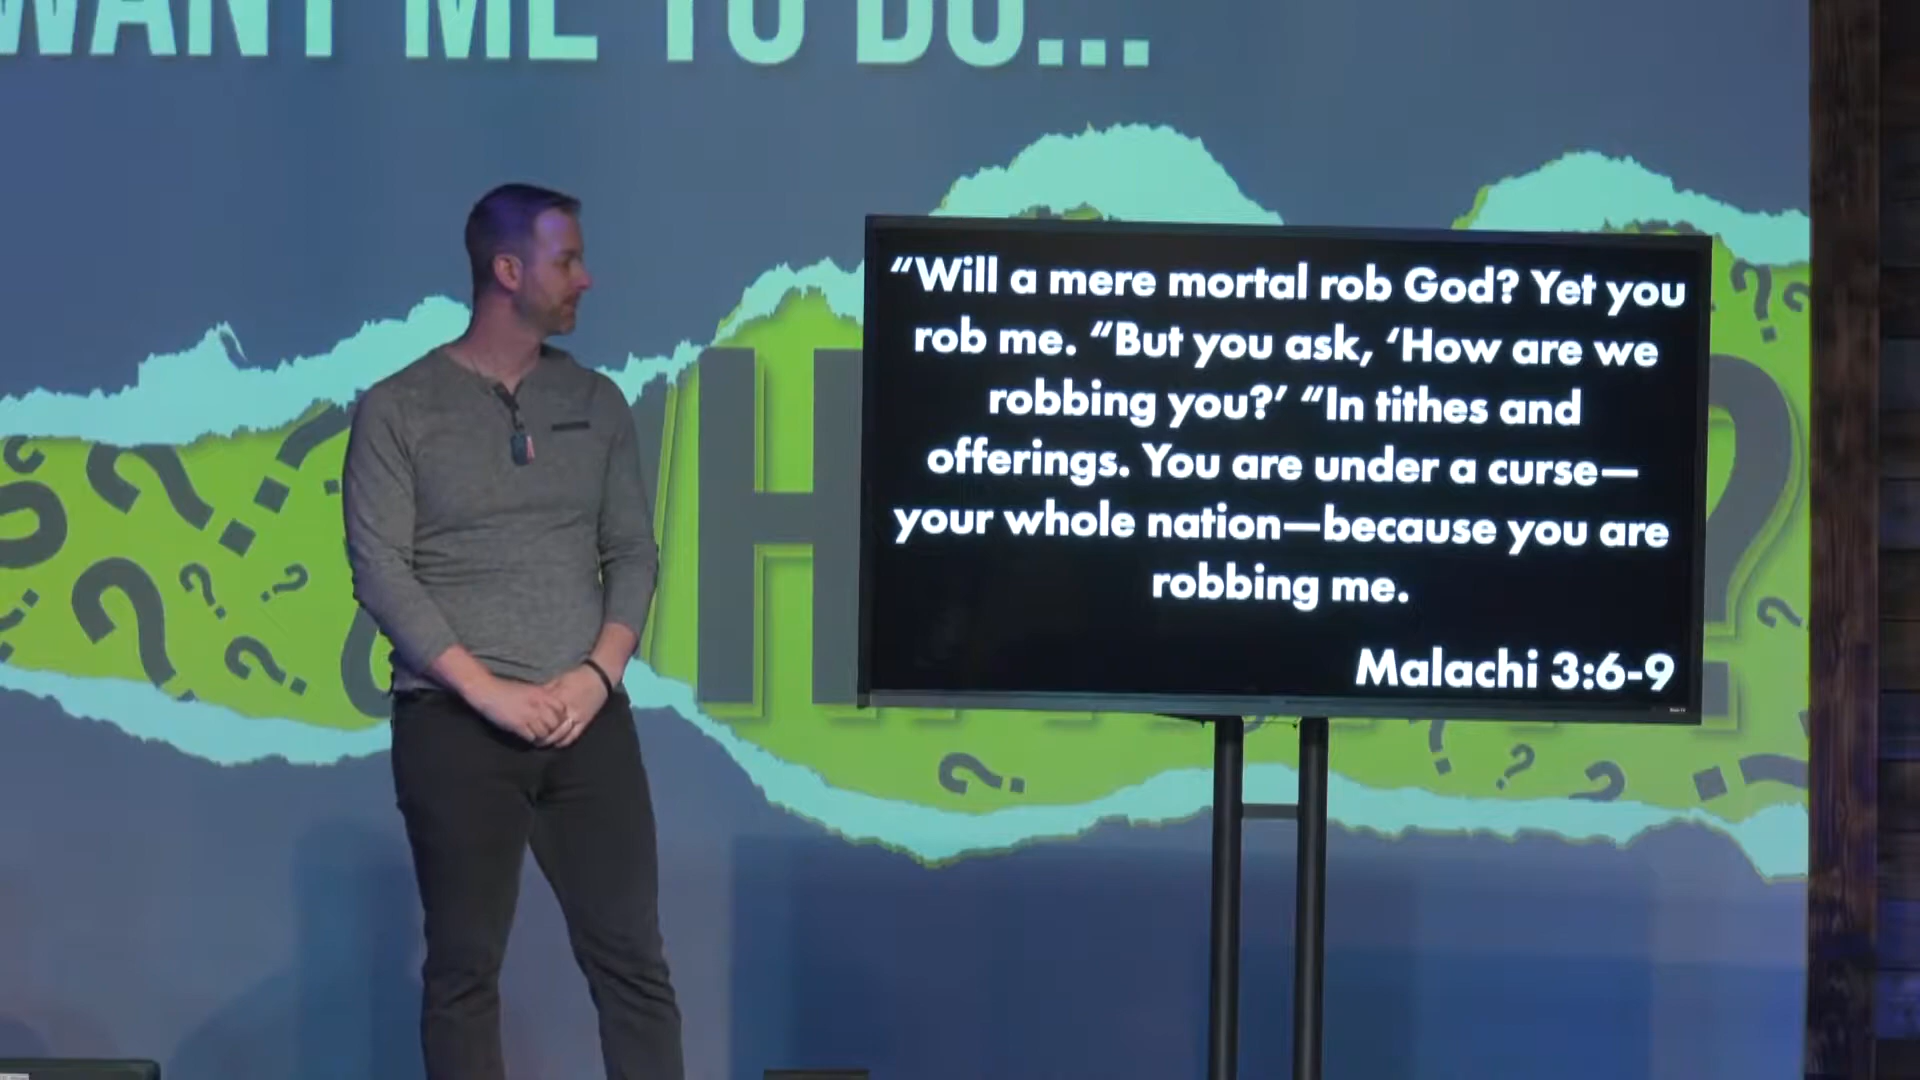 WANT ME TO DO...
“Will a mere mortal rob God? Yet you
rob me. “But you ask, ‘How are we
robbing you?’ “In tithes and
offerings. You are under a curse—
your whole nation—because you are
robbing me.
Malachi 3:6-9